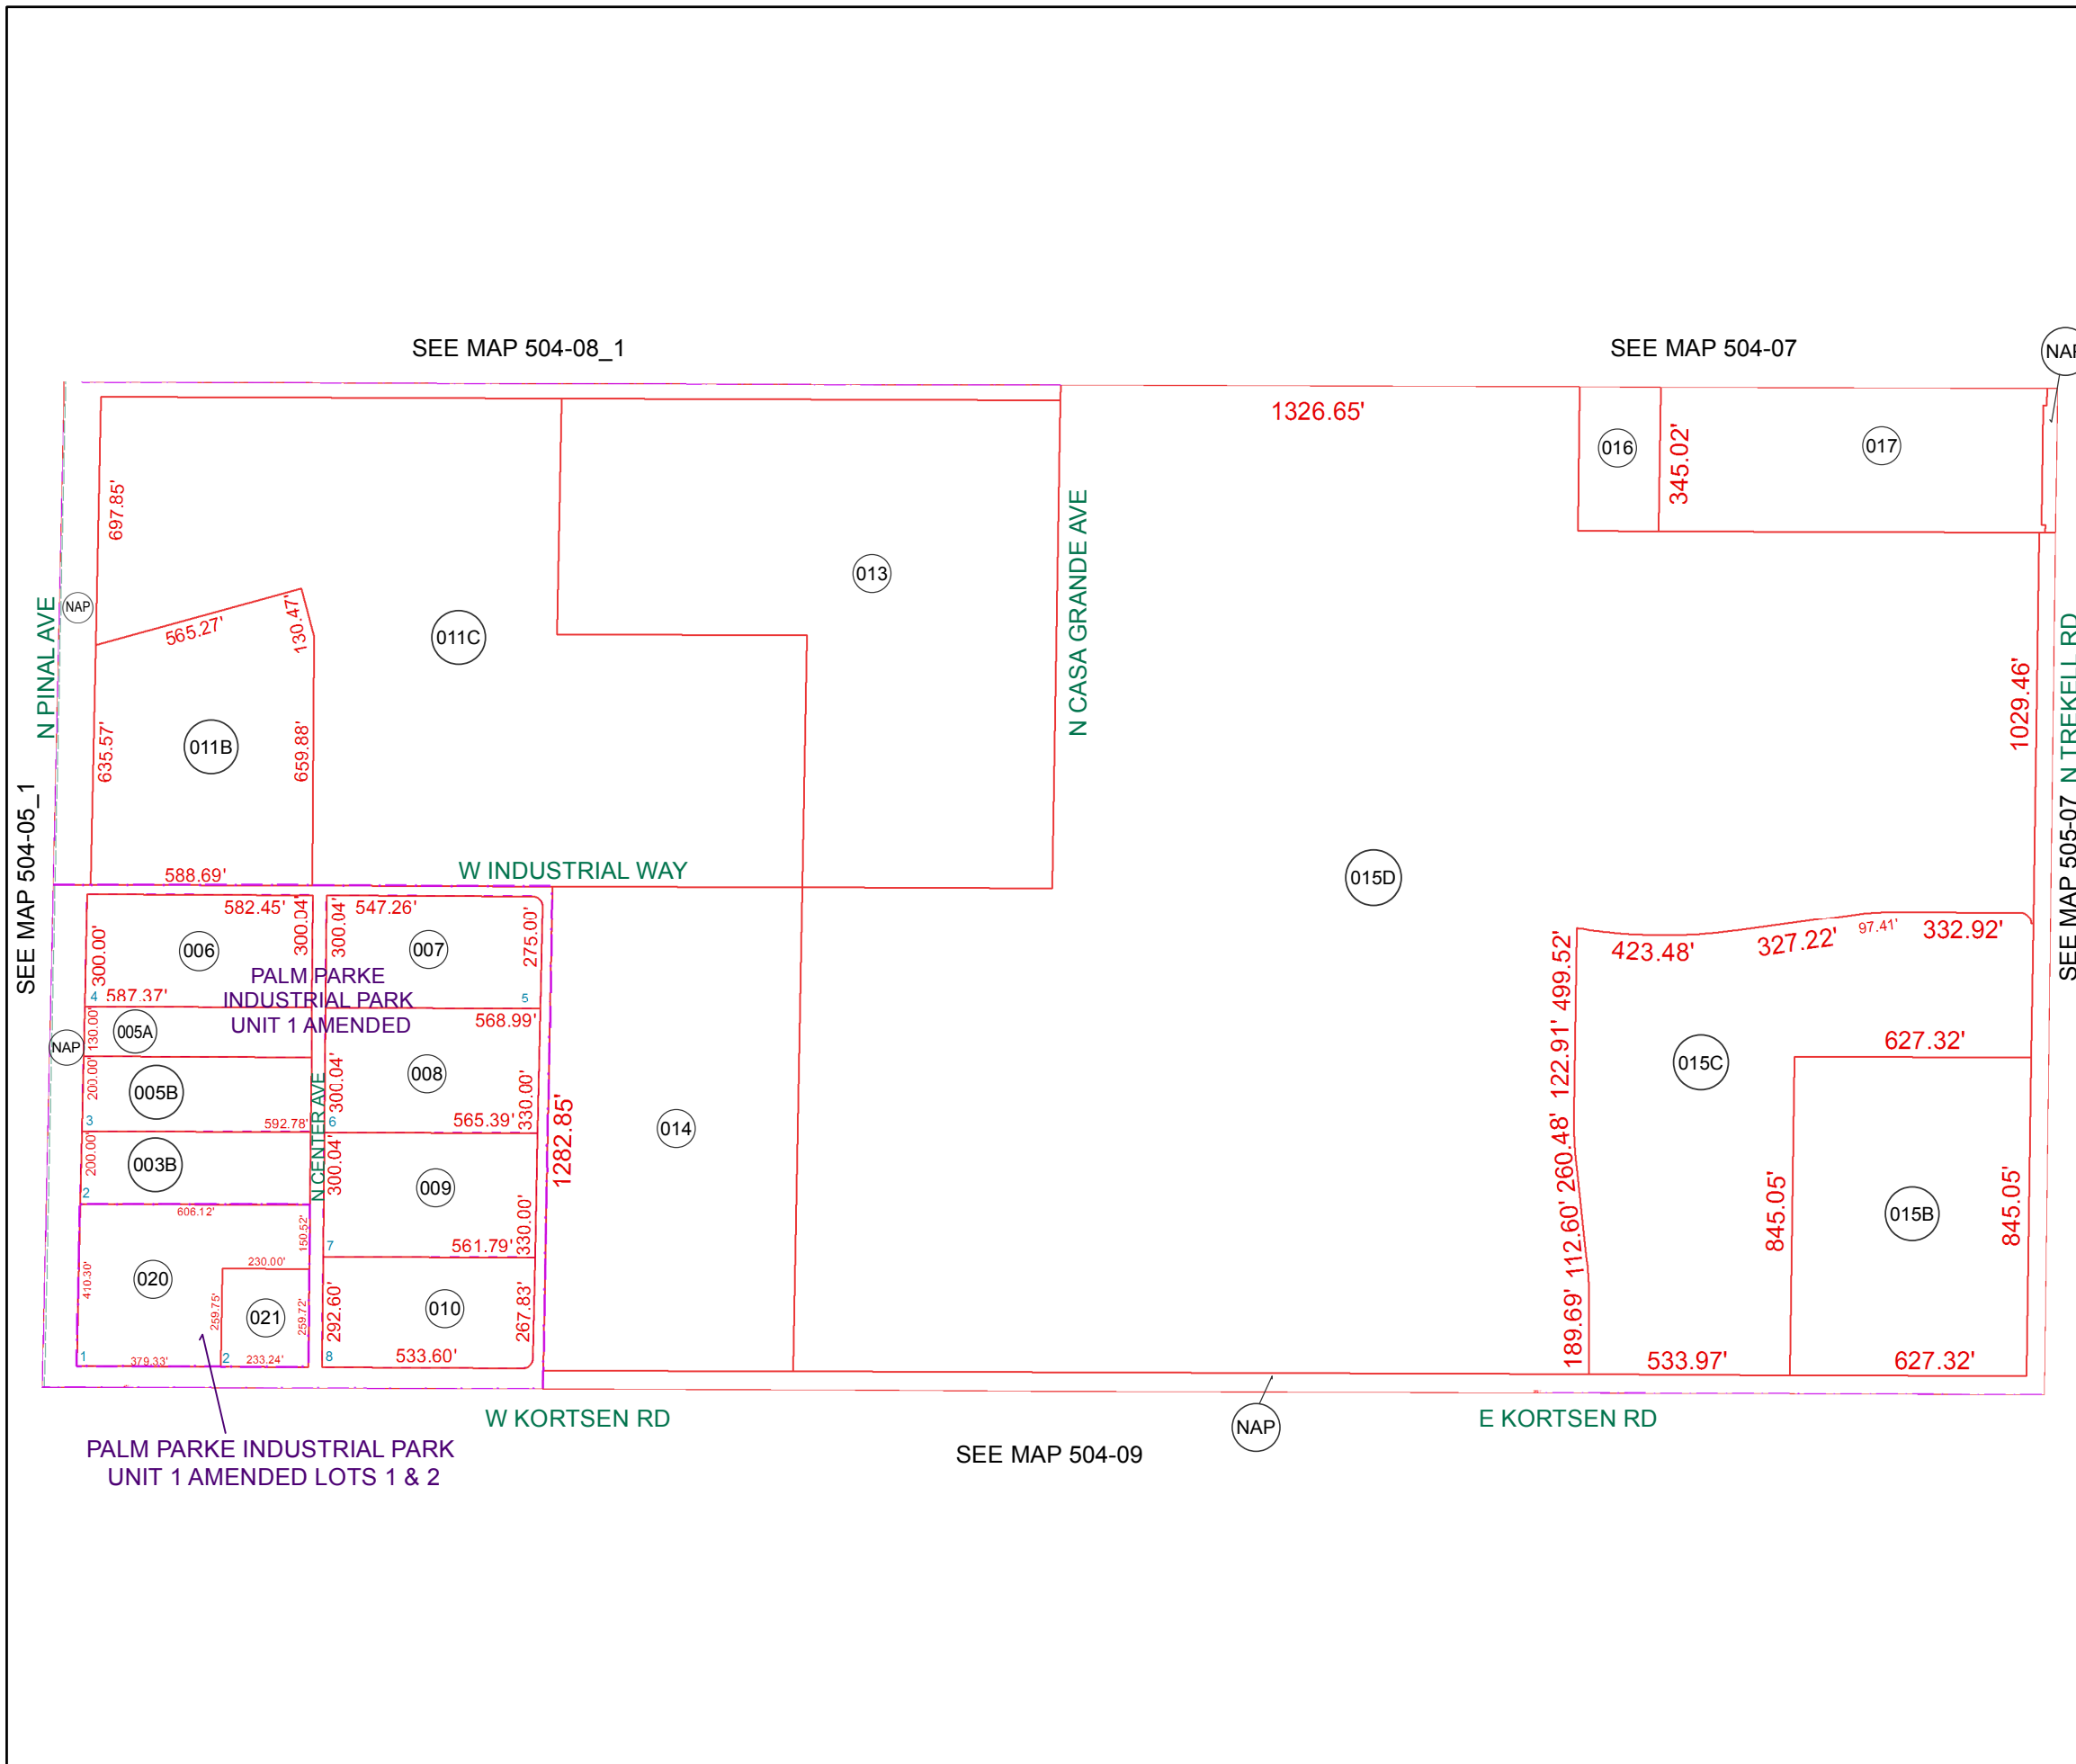 SEE MAP 504-08_1
SEE MAP 504-07
NAP
1326.65'
016
345.02'
017
697.85'
N CASA GRANDE AVE
013
NAP
N PINAL AVE
565.27'
130.47'
011C
N TREKELL RD
1029.46'
635.57'
011B
659.88'
SEE MAP 504-05_1
588.69'
W INDUSTRIAL WAY
015D
SEE MAP 505-07
582.45'
300.04'
300.04'
547.26'
275.00'
300.00'
006
007
PALM PARKE
INDUSTRIAL PARK
UNIT 1 AMENDED
4
587.37'
5
568.99'
423.48'
327.22'
97.41'
332.92'
499.52'
122.91'
260.48'
112.60'
189.69'
130.00'
005A
NAP
627.32'
015C
200.00'
005B
N CENTER AVE
300.04'
008
330.00'
3
592.78'
6
565.39'
1282.85'
014
200.00'
003B
300.04'
009
330.00'
2
606.12'
150.52'
845.05'
015B
845.05'
7
561.79'
230.00'
410.30'
020
259.75'
021
259.72'
292.60'
010
267.83'
1
379.33'
2
233.24'
8
533.60'
533.97'
627.32'
W KORTSEN RD
NAP
E KORTSEN RD
SEE MAP 504-09
PALM PARKE INDUSTRIAL PARK
UNIT 1 AMENDED LOTS 1 & 2